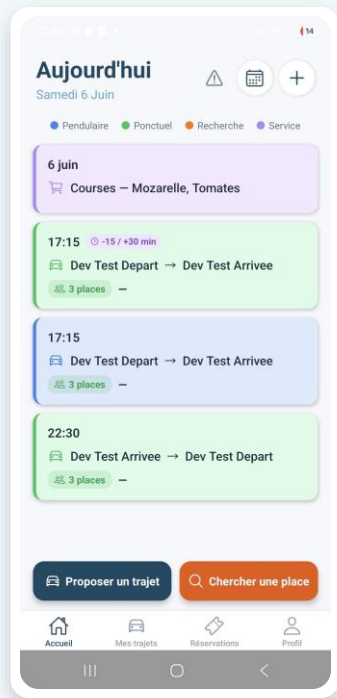 14
Aujourd'hui
Samedi 6 Juin
Pendulaire Ponctuel Recherche Service
6 juin
Courses — Mozarelle, Tomates
17:15 -15 / +30 min
Dev Test Depart → Dev Test Arrivee
3 places —
17:15
Dev Test Depart → Dev Test Arrivee
3 places —
22:30
Dev Test Arrivee → Dev Test Depart
3 places —
Proposer un trajet Chercher une place
Accueil Mes trajets Réservations Profil